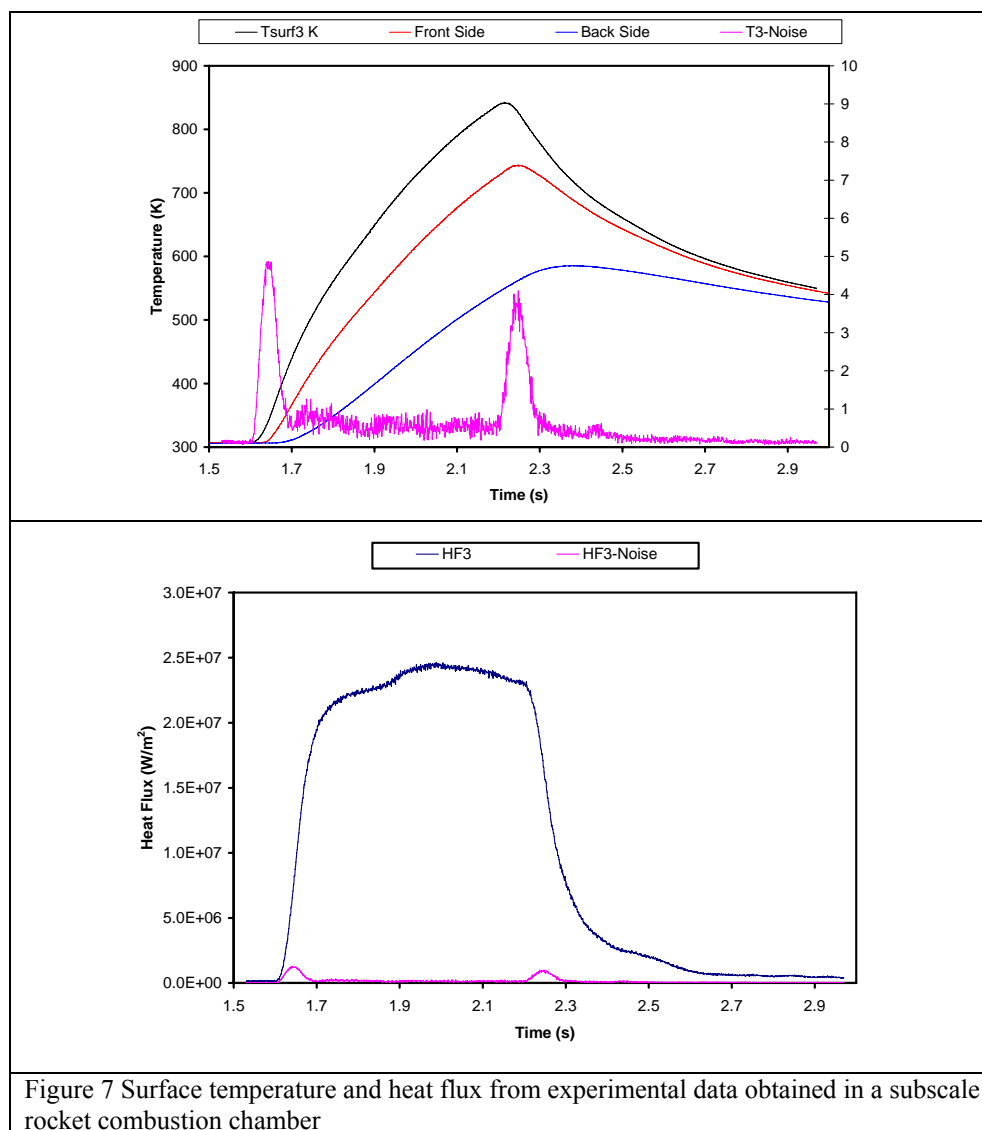 Tsurf3 K Front Side Back Side T3-Noise
900
800
700
600
500
400
300
Temperature (K)
10
9
8
7
6
5
4
3
2
1
0
1.5 1.7 1.9 2.1 2.3 2.5 2.7 2.9
Time (s)
HF3 HF3-Noise
3.0E+07
2.5E+07
2.0E+07
1.5E+07
1.0E+07
5.0E+06
0.0E+00
Heat Flux (W/m²)
1.5 1.7 1.9 2.1 2.3 2.5 2.7 2.9
Time (s)
Figure 7 Surface temperature and heat flux from experimental data obtained in a subscale
rocket combustion chamber